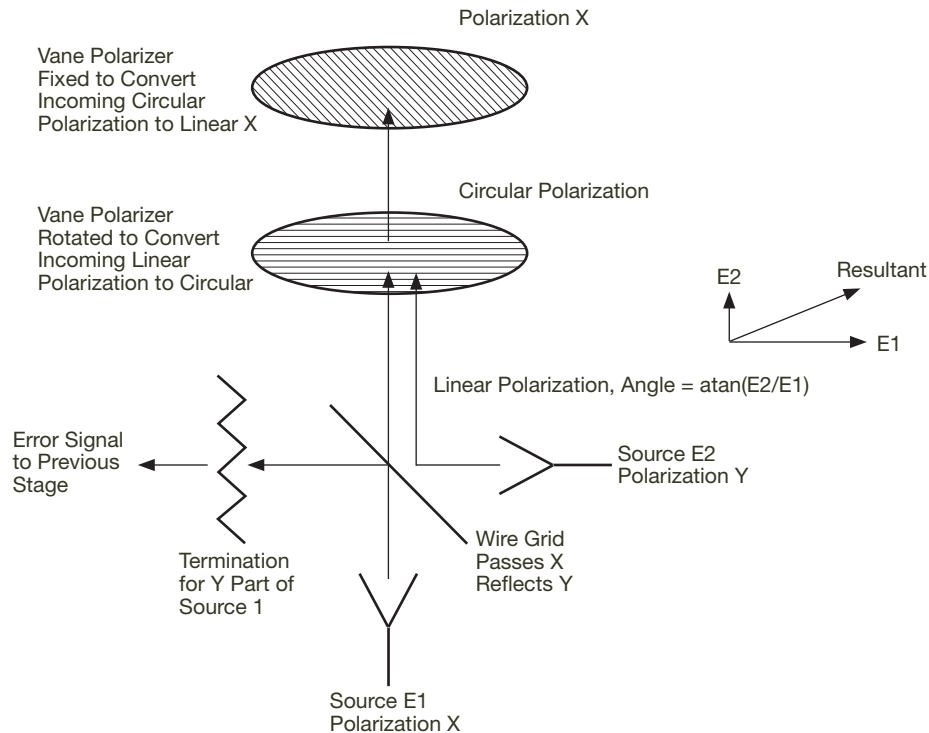 Polarization X
Vane Polarizer
Fixed to Convert
Incoming Circular
Polarization to Linear X
Circular Polarization
Vane Polarizer
Rotated to Convert
Incoming Linear
Polarization to Circular
E2
Resultant
E1
Linear Polarization, Angle = atan(E2/E1)
Error Signal
to Previous
Stage
Source E2
Polarization Y
Wire Grid
Passes X
Reflects Y
Termination
for Y Part of
Source 1
Source E1
Polarization X